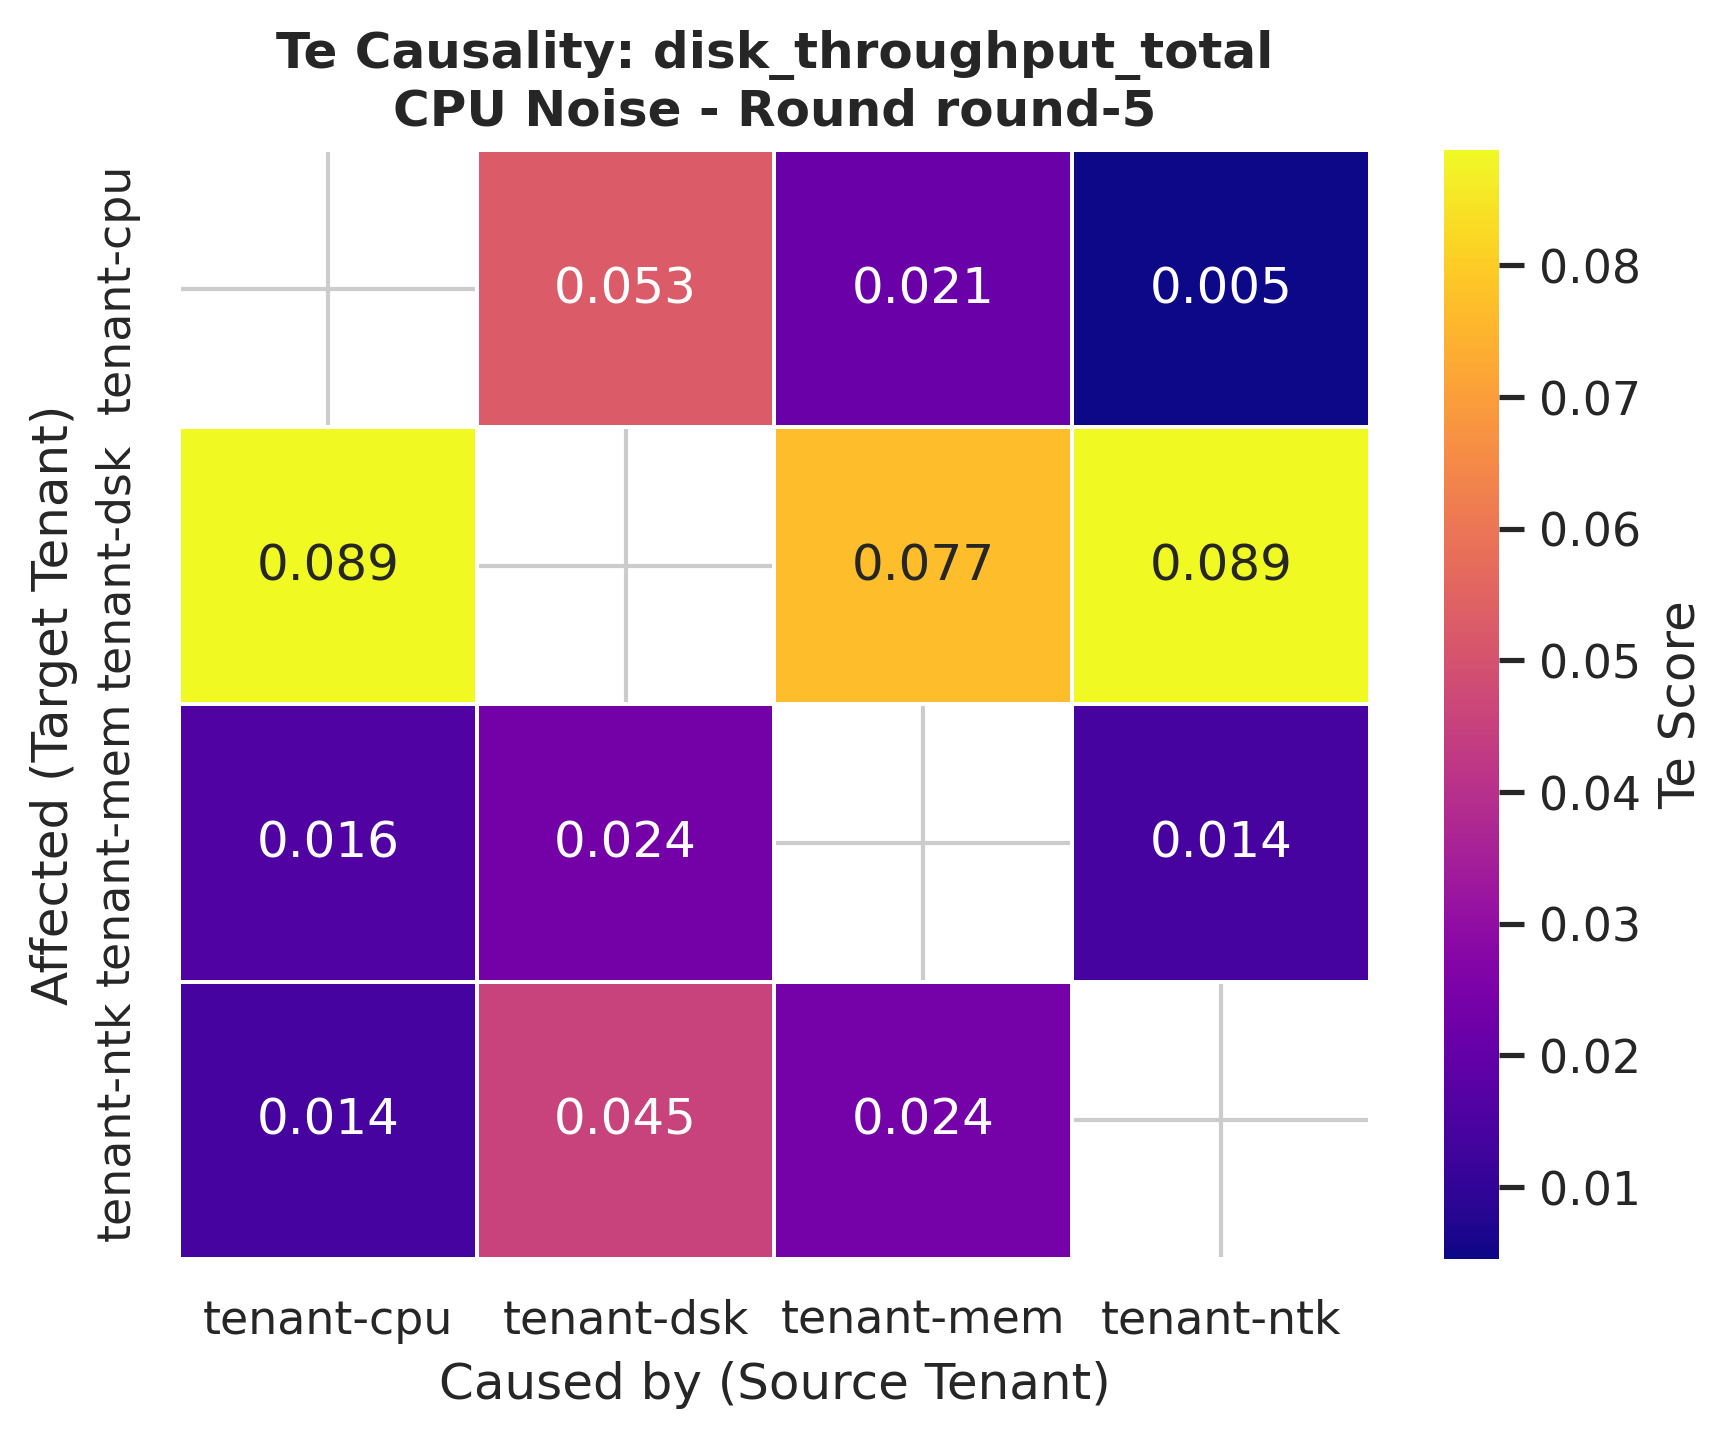 Te Causality: disk_throughput_total
CPU Noise - Round round-5
Affected (Target Tenant)
tenant-cpu
tenant-dsk
tenant-mem
tenant-ntk
0.053 0.021 0.005
0.089 0.077 0.089
0.016 0.024 0.014
0.014 0.045 0.024
tenant-cpu tenant-dsk tenant-mem tenant-ntk
Caused by (Source Tenant)
0.08
0.07
0.06
0.05
0.04
0.03
0.02
0.01
Te Score